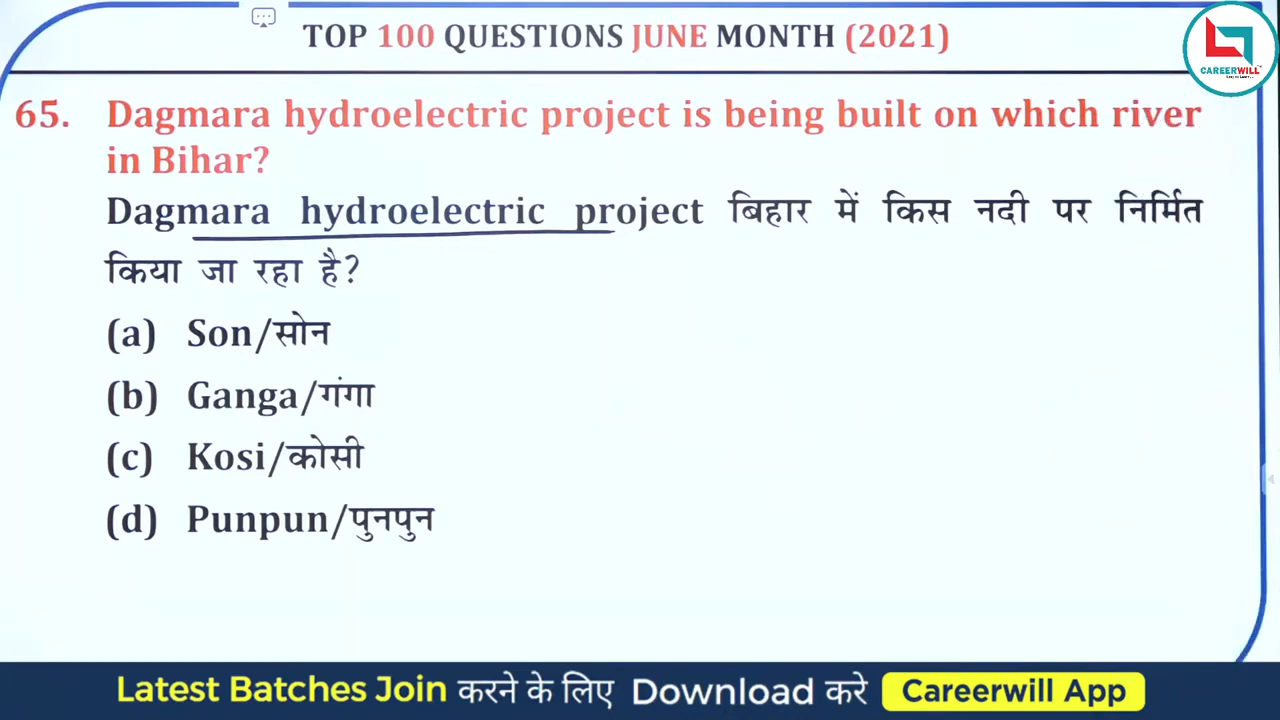 TOP 100 QUESTIONS JUNE MONTH (2021)
CAREERWILL
65. Dagmara hydroelectric project is being built on which river
in Bihar?
Dagmara hydroelectric project बिहार में किस नदी पर निर्मित
किया जा रहा है?
(a) Son/सोन
(b) Ganga/गंगा
(c) Kosi/कोसी
(d) Punpun/पुनपुन
Latest Batches Join करने के लिए Download करे Careerwill App